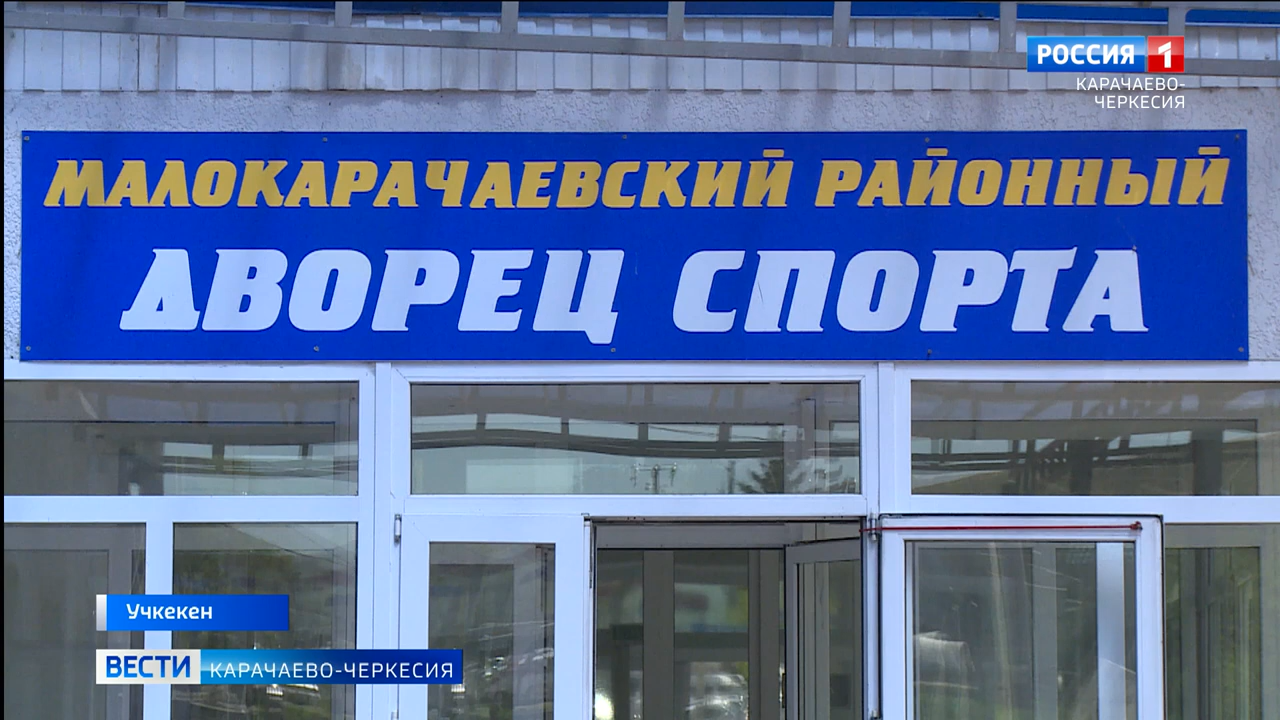 РОССИЯ 1
КАРАЧАЕВО-
ЧЕРКЕСИЯ
МАЛОКАРАЧАЕВСКИЙ РАЙОННЫЙ
ДВОРЕЦ СПОРТА
Учкекен
ВЕСТИ КАРАЧАЕВО-ЧЕРКЕСИЯ